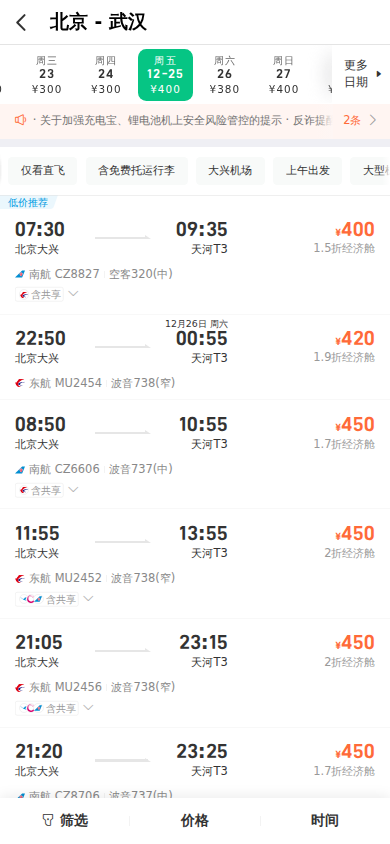 北京 - 武汉
周三 周四 周五 周六 周日
23 24 12-25 26 27
¥300 ¥300 ¥400 ¥380 ¥400
更多
日期
· 关于加强充电宝、锂电池机上安全风险管控的提示 · 反诈提 2条
仅看直飞 含免费托运行李 大兴机场 上午出发 大型
低价推荐
07:30 09:35 ¥400
北京大兴 天河T3 1.5折经济舱
南航 CZ8827 空客320(中)
含共享
12月26日 周六
22:50 00:55 ¥420
北京大兴 天河T3 1.9折经济舱
东航 MU2454 波音738(窄)
08:50 10:55 ¥450
北京大兴 天河T3 1.7折经济舱
南航 CZ6606 波音737(中)
含共享
11:55 13:55 ¥450
北京大兴 天河T3 2折经济舱
东航 MU2452 波音738(窄)
含共享
21:05 23:15 ¥450
北京大兴 天河T3 2折经济舱
东航 MU2456 波音738(窄)
含共享
21:20 23:25 ¥450
北京大兴 天河T3 1.7折经济舱
南航 CZ8706 波音737(中)
筛选 价格 时间